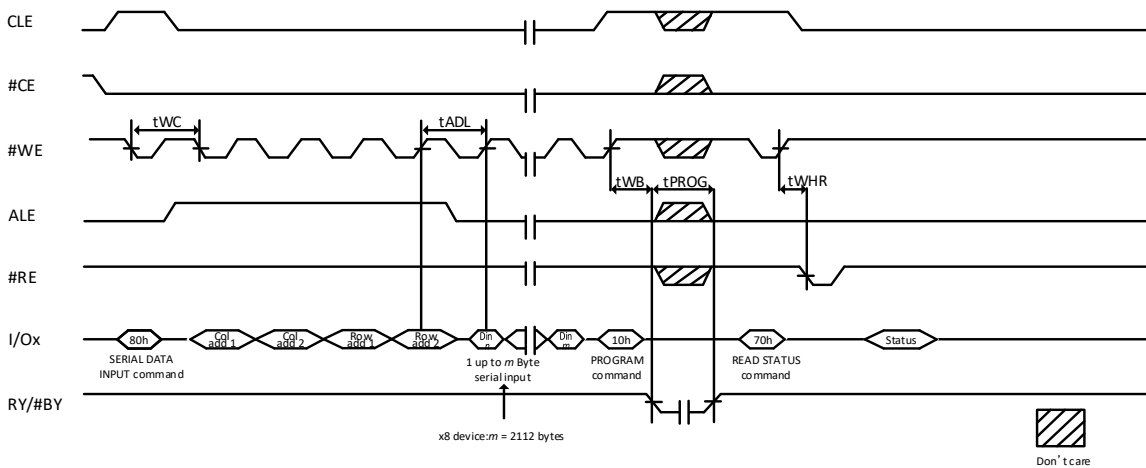 CLE
#CE
tWC
tADL
#WE
tWB
tPROG
tWHR
ALE
#RE
I/Ox
80h
Col
add 1
Col
add 2
Row
add 1
Row
add 2
Din
n
Din
m
10h
70h
Status
SERIAL DATA
INPUT command
1 up to m Byte
serial input
PROGRAM
command
READ STATUS
command
RY/#BY
x8 device:m = 2112 bytes
Don't care